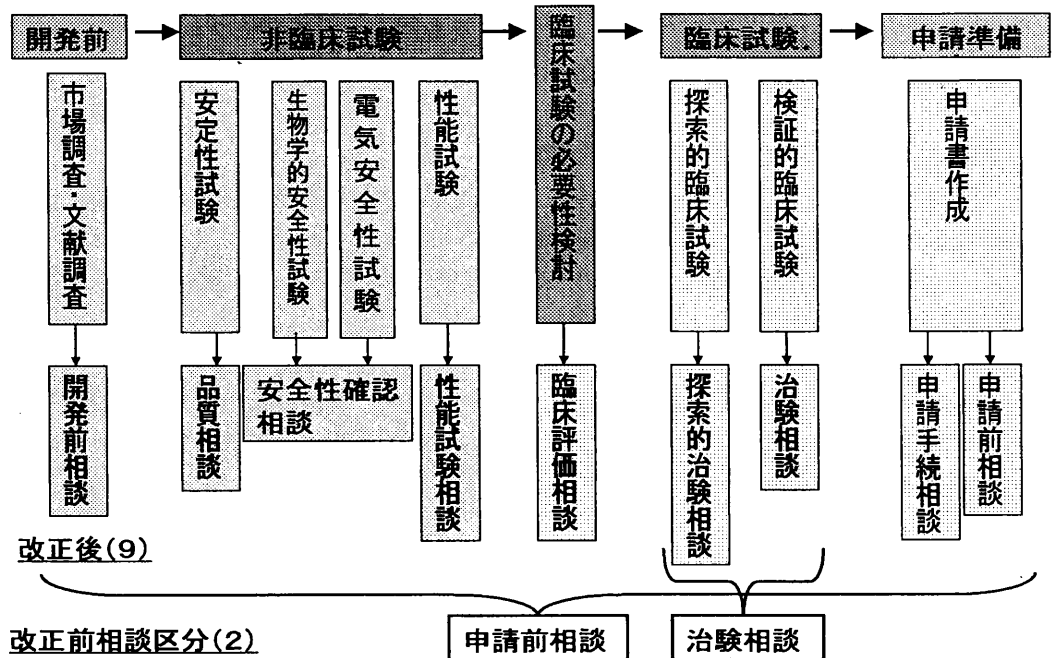 開発前
非臨床試験
臨床試験の必要性検討
臨床試験
申請準備
市場調査・文献調査
安定性試験
生物学的安全性試験
電気安全性試験
性能試験
探索的臨床試験
検証的臨床試験
申請書作成
開発前相談
品質相談
安全性確認
相談
性能試験相談
臨床評価相談
探索的治験相談
治験相談
申請手続相談
申請前相談
改正後(9)
改正前相談区分(2)
申請前相談
治験相談